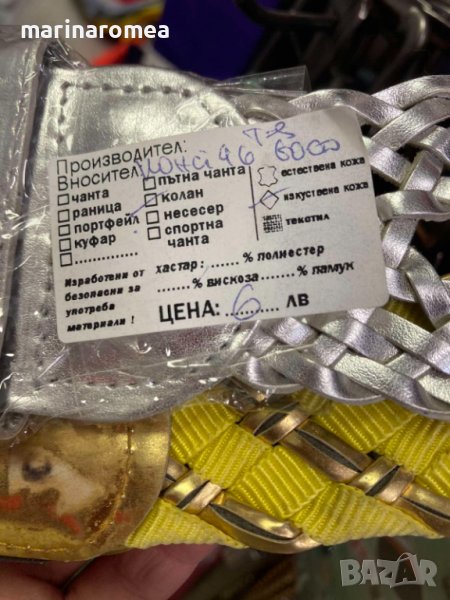 marinaromea
Производител:
Вносител:
пътна чанта
естествена кожа
чанта
колан
изкуствена кожа
раница
несесер
текстил
портфейл
спортна
чанта
куфар
..............
хастар: ....... % полиестер
Изработени от
безопасни за
употреба
материали !
....... % вискоза ....... % памук
ЦЕНА: 6 ЛВ
BAZAR